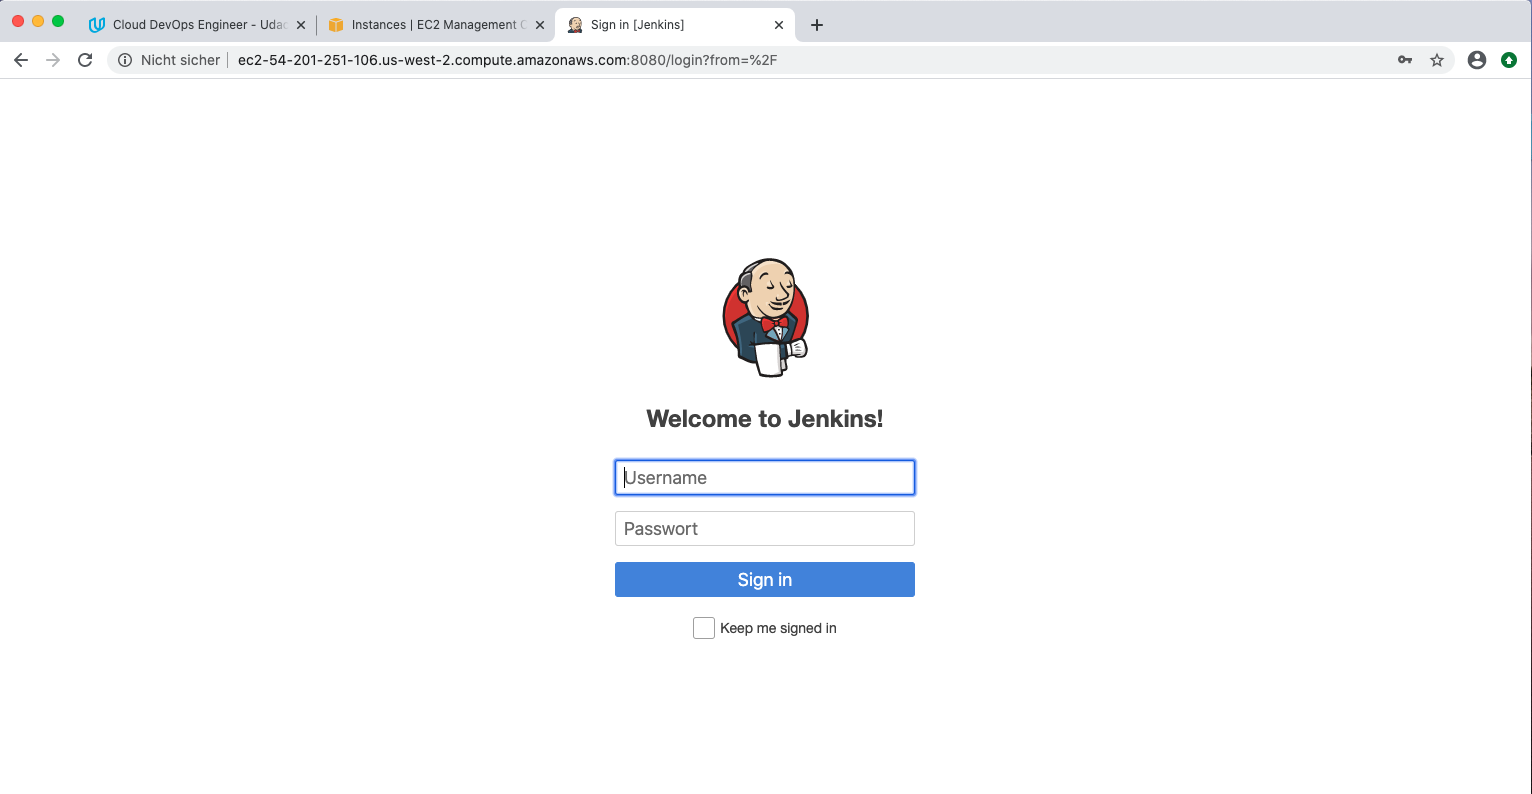 Cloud DevOps Engineer - Udac
Instances | EC2 Management C
Sign in [Jenkins]
Nicht sicher
ec2-54-201-251-106.us-west-2.compute.amazonaws.com:8080/login?from=%2F
Welcome to Jenkins!
Username
Passwort
Sign in
Keep me signed in